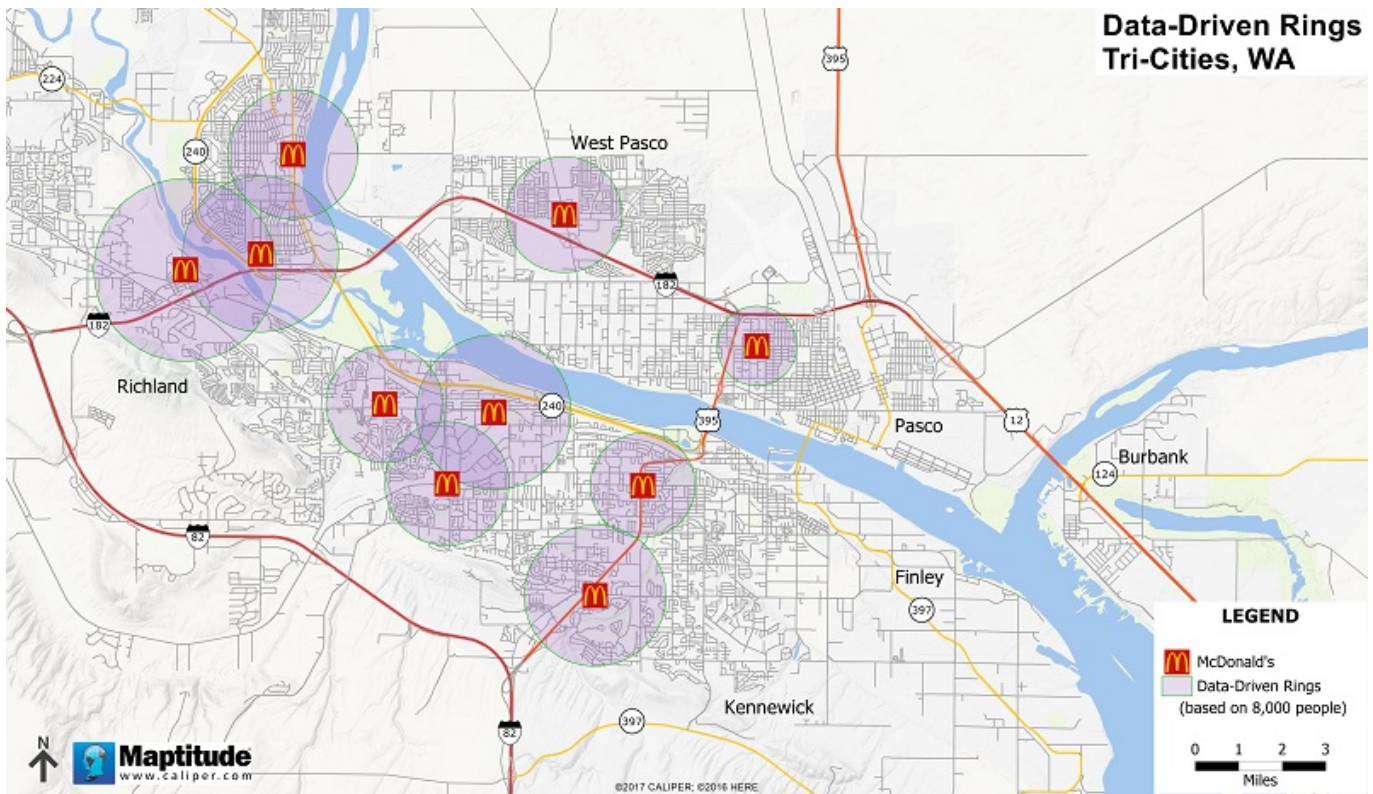 Data-Driven Rings
Tri-Cities, WA
395
224
240
West Pasco
182
182
Richland
240
395
12
Pasco
Burbank
124
82
Finley
397
LEGEND
McDonald's
Data-Driven Rings
(based on 8,000 people)
Kennewick
397
82
0 1 2 3
Miles
N
Maptitude
www.caliper.com
©2017 CALIPER; ©2016 HERE